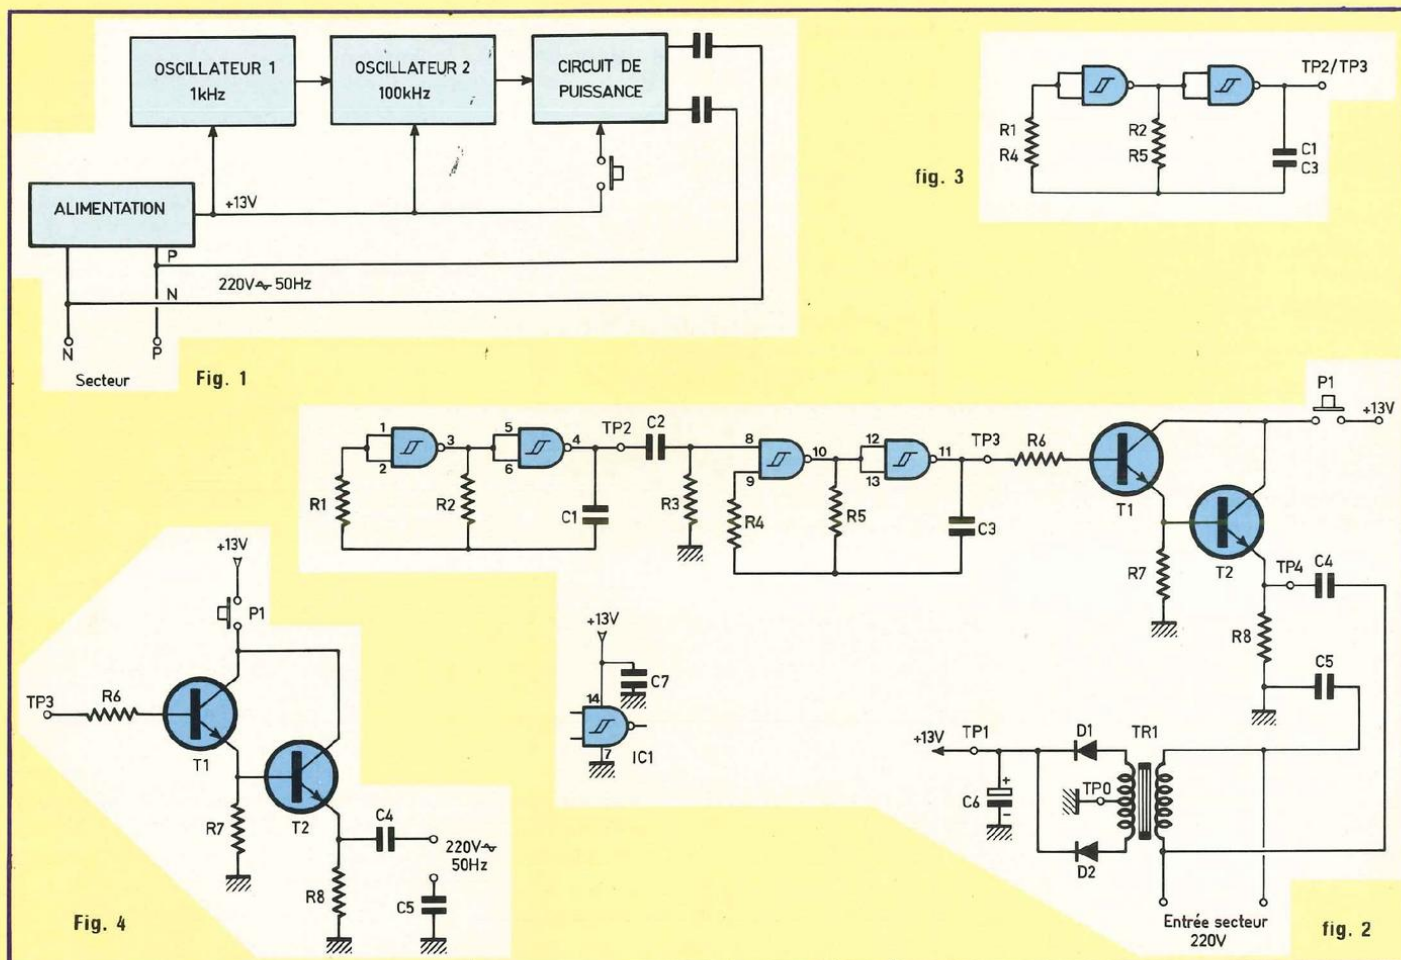 OSCILLATEUR 1
1kHz
OSCILLATEUR 2
100kHz
CIRCUIT DE
PUISSANCE
ALIMENTATION
+13V
P
220V~ 50Hz
N
N
P
Secteur
Fig. 1
TP2/TP3
R1
R4
R2
R5
C1
C3
fig. 3
1
2
3
5
6
4
TP2
C2
8
9
10
12
13
11
TP3
R6
P1
+13V
R1
R2
C1
R3
R4
R5
C3
T1
T2
R7
TP4
C4
R8
C5
+13V
C7
14
7
IC1
+13V
TP1
D1
TR1
C6
+
-
TP0
D2
Entrée secteur
220V
fig. 2
+13V
P1
TP3
R6
T1
T2
R7
C4
220V~
50Hz
R8
C5
Fig. 4